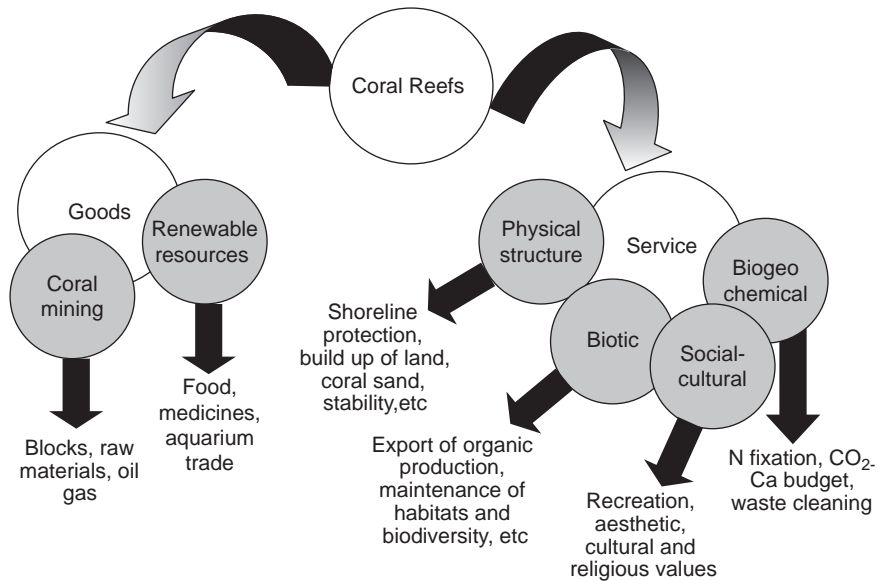 Coral Reefs
Goods
Renewable
resources
Coral
mining
Food,
medicines,
aquarium
trade
Blocks, raw
materials, oil
gas
Physical
structure
Service
Biogeo
chemical
Biotic
Social-
cultural
Shoreline
protection,
build up of land,
coral sand,
stability,etc
Export of organic
production,
maintenance of
habitats and
biodiversity, etc
Recreation,
aesthetic,
cultural and
religious values
N fixation, CO₂-
Ca budget,
waste cleaning